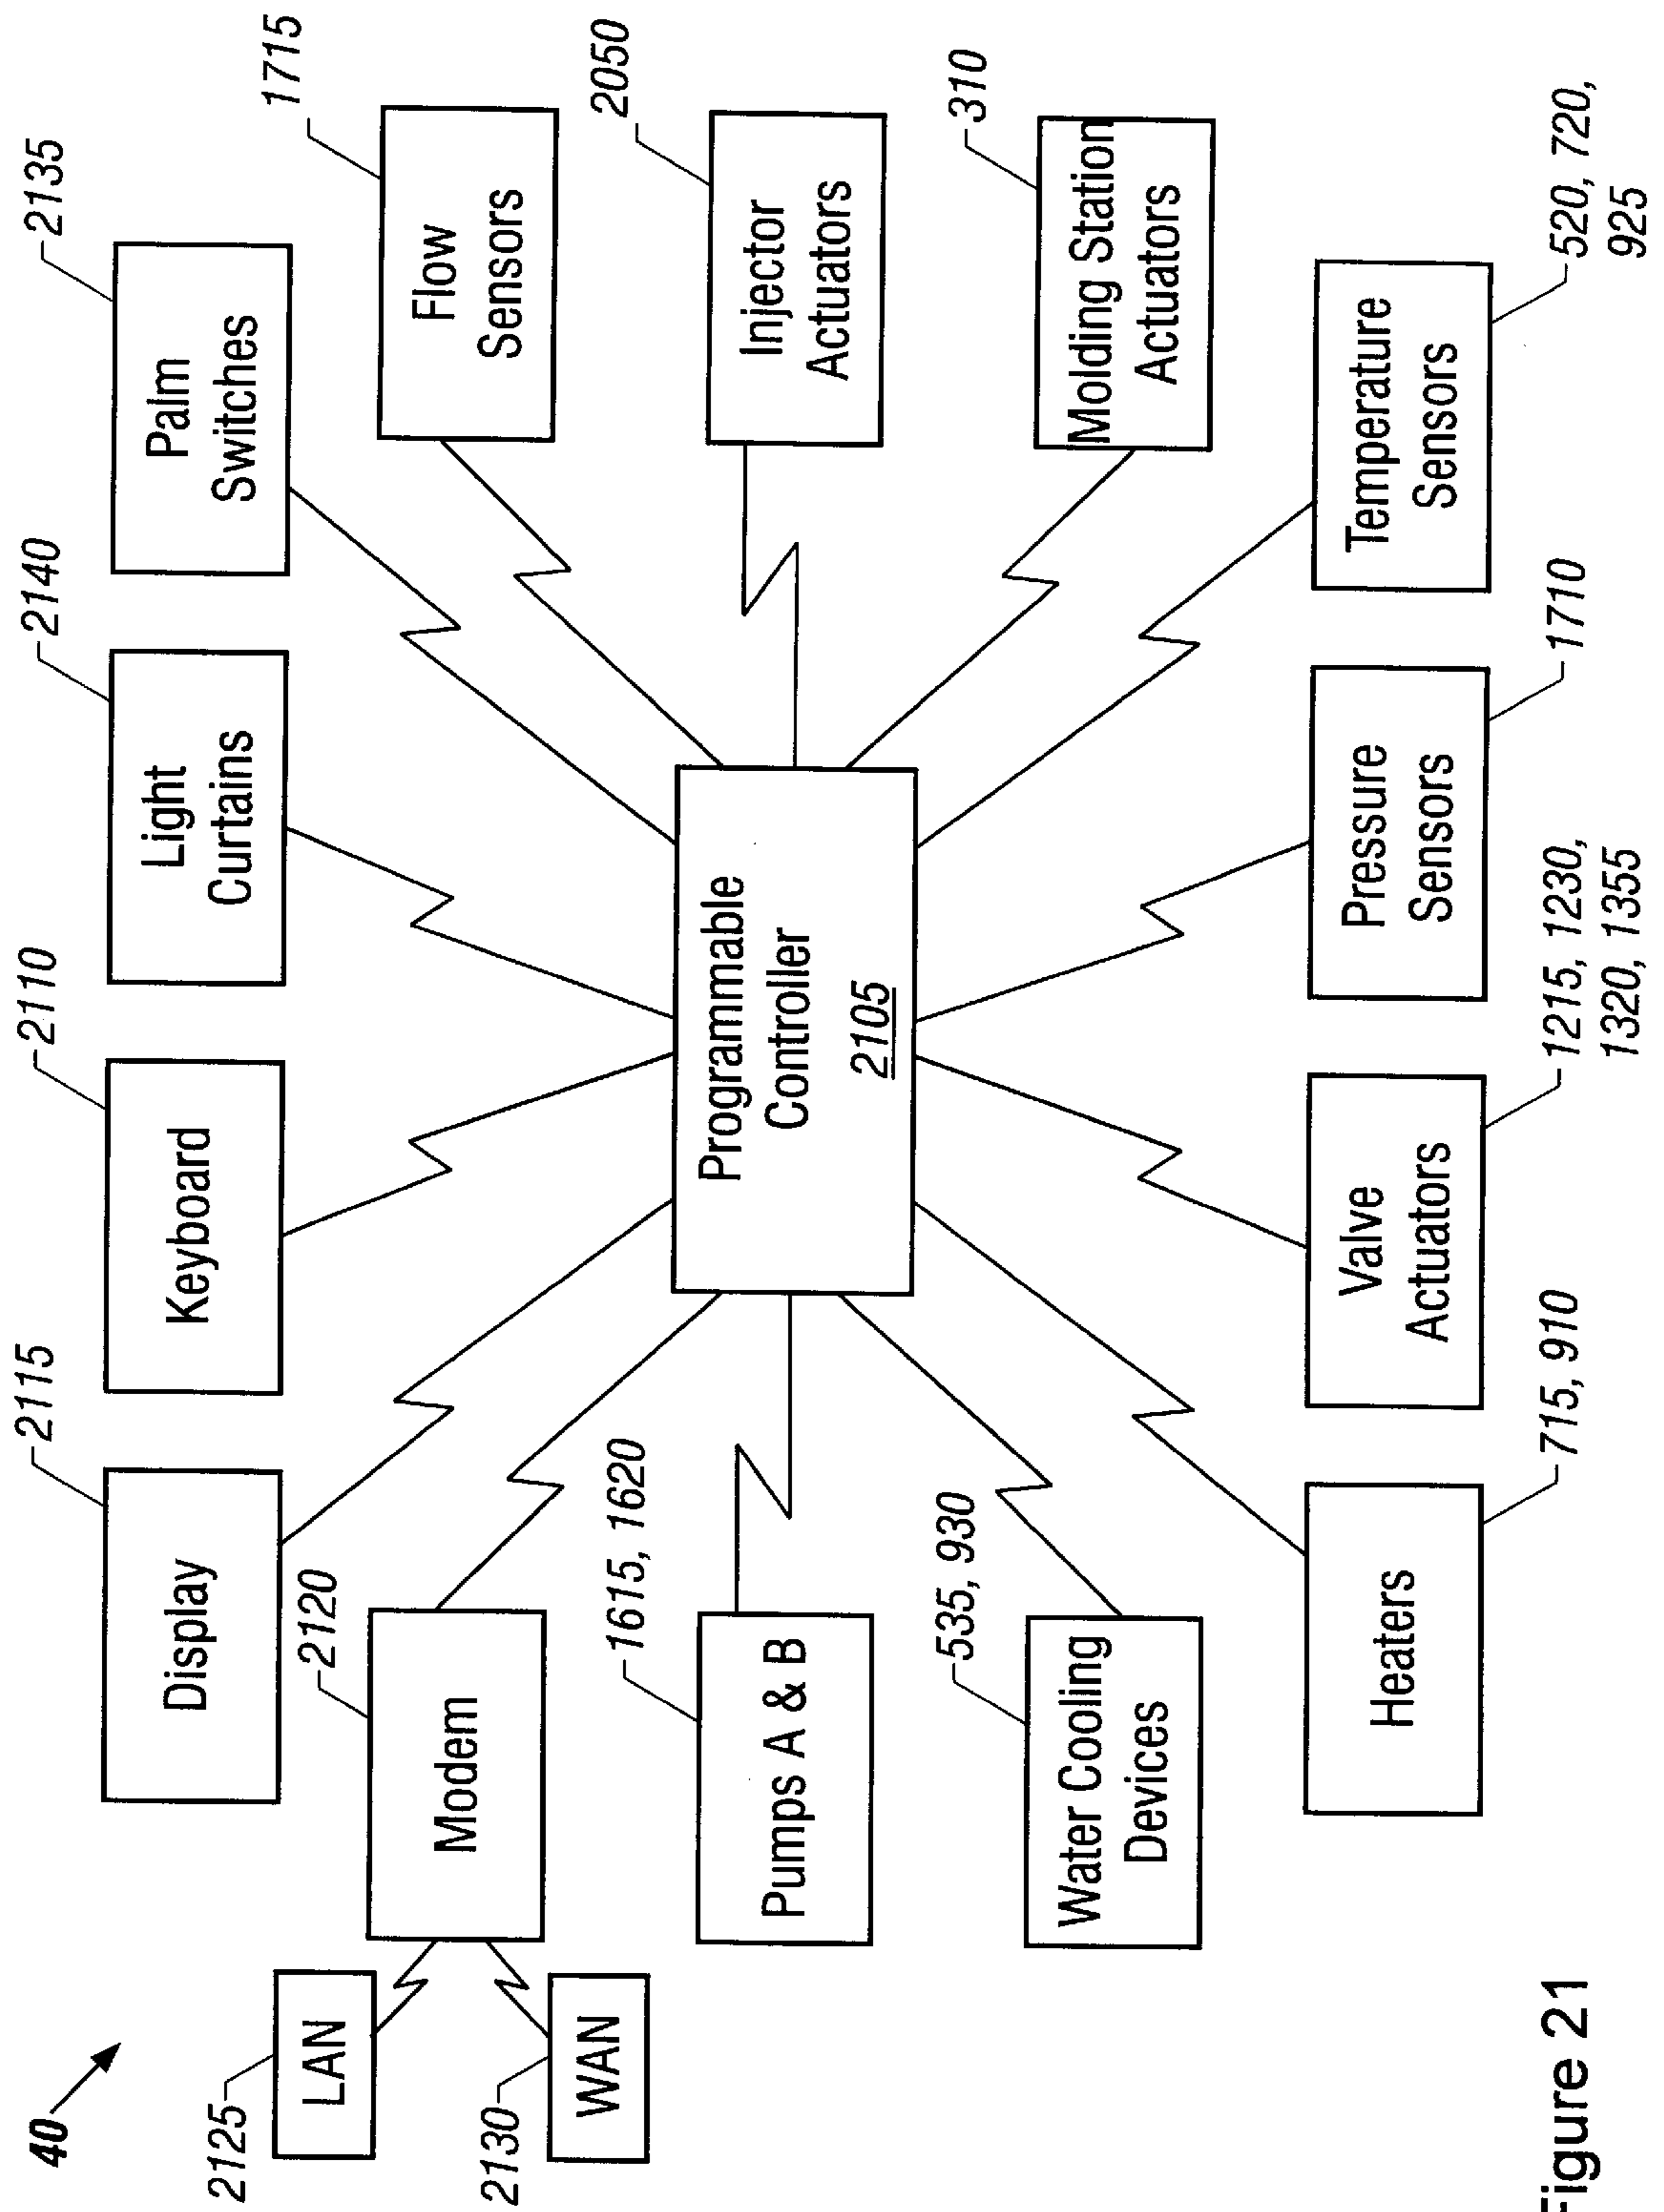 40
2115
2110
2140
2135
Display
Keyboard
Light
Curtains
Palm
Switches
2125
LAN
2120
Modem
1715
Flow
Sensors
2130
WAN
1615, 1620
Pumps A & B
Programmable
Controller
2105
2050
Injector
Actuators
535, 930
Water Cooling
Devices
310
Molding Station
Actuators
Heaters
715, 910
Valve
Actuators
1215, 1230,
1320, 1355
Pressure
Sensors
1710
Temperature
Sensors
520, 720,
925
Figure 21